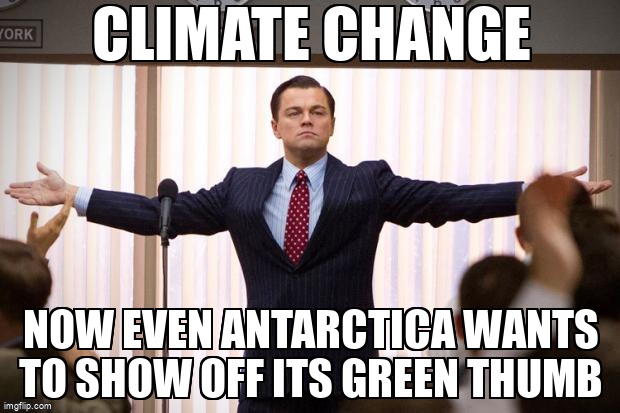 YORK
CLIMATE CHANGE
NOW EVEN ANTARCTICA WANTS
TO SHOW OFF ITS GREEN THUMB
imgflip.com